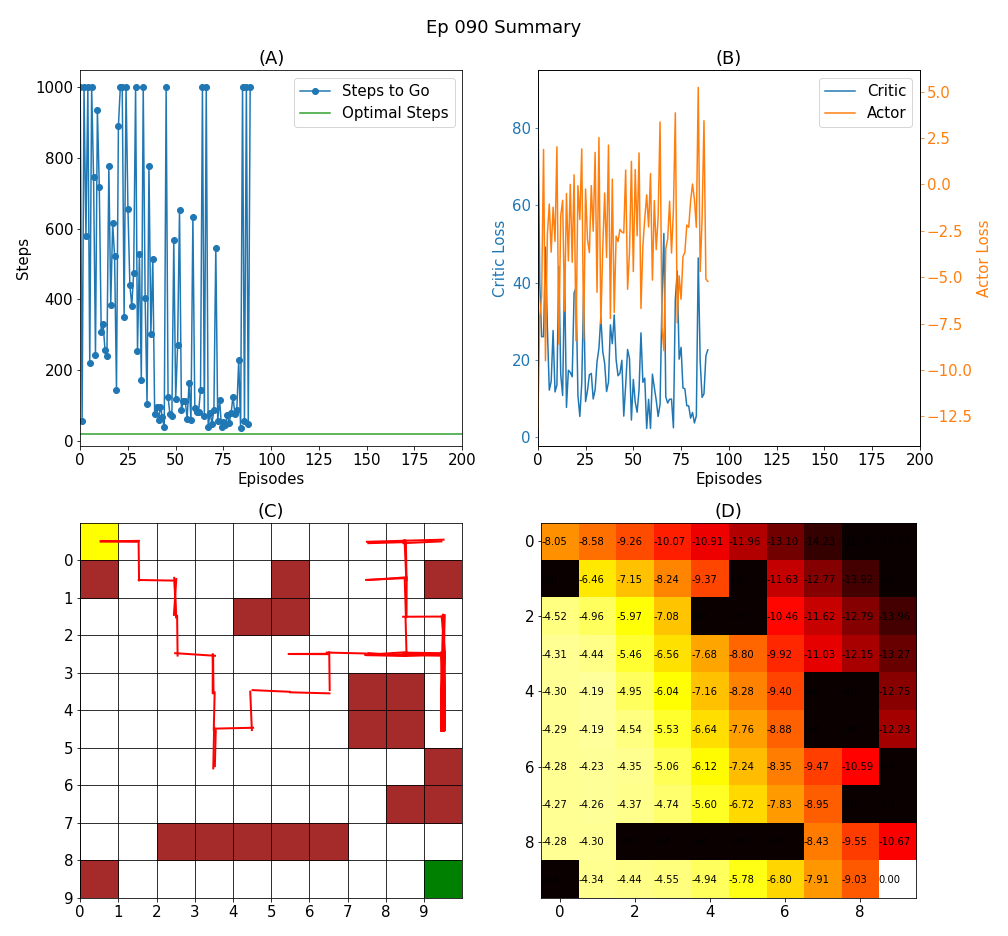 Ep 090 Summary
(A)
Steps to Go
Optimal Steps
1000
800
600
400
200
0
Steps
0 25 50 75 100 125 150 175 200
Episodes
(B)
Critic
Actor
80
60
40
20
0
Critic Loss
5.0
2.5
0.0
−2.5
−5.0
−7.5
−10.0
−12.5
Actor Loss
0 25 50 75 100 125 150 175 200
Episodes
(C)
0
1
2
3
4
5
6
7
8
9
0 1 2 3 4 5 6 7 8 9
(D)
0
2
4
6
8
-8.05 -8.58 -9.26 -10.07 -10.91 -11.96 -13.10 -14.23
-6.46 -7.15 -8.24 -9.37 -11.63 -12.77 -13.92
-4.52 -4.96 -5.97 -7.08 -10.46 -11.62 -12.79 -13.96
-4.31 -4.44 -5.46 -6.56 -7.68 -8.80 -9.92 -11.03 -12.15 -13.27
-4.30 -4.19 -4.95 -6.04 -7.16 -8.28 -9.40 -12.75
-4.29 -4.19 -4.54 -5.53 -6.64 -7.76 -8.88 -12.23
-4.28 -4.23 -4.35 -5.06 -6.12 -7.24 -8.35 -9.47 -10.59
-4.27 -4.26 -4.37 -4.74 -5.60 -6.72 -7.83 -8.95
-4.28 -4.30 -8.43 -9.55 -10.67
-4.34 -4.44 -4.55 -4.94 -5.78 -6.80 -7.91 -9.03 0.00
0 2 4 6 8